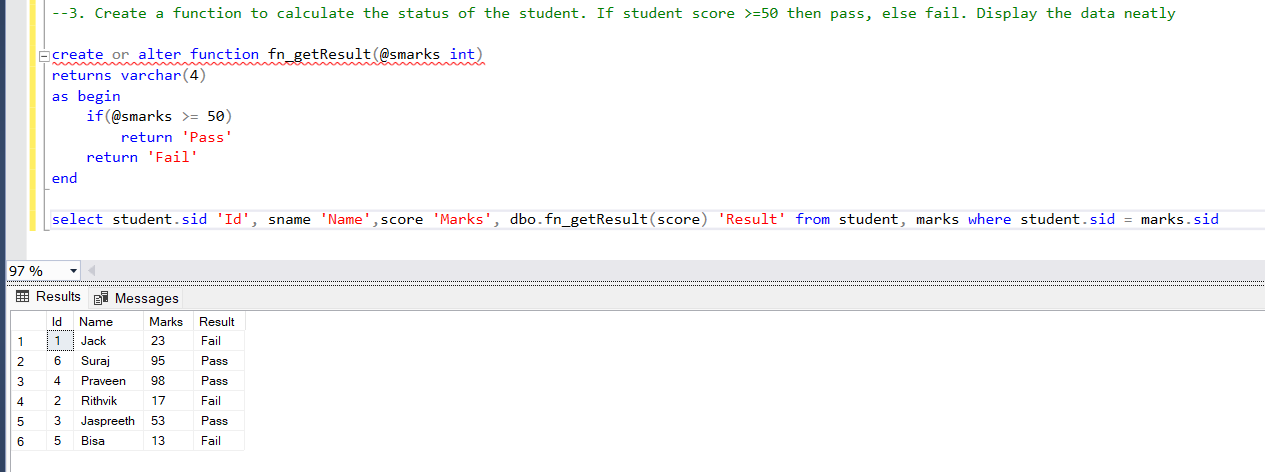 --3. Create a function to calculate the status of the student. If student score >=50 then pass, else fail. Display the data neatly
create or alter function fn_getResult(@smarks int)
returns varchar(4)
as begin
if(@smarks >= 50)
return 'Pass'
return 'Fail'
end
select student.sid 'Id', sname 'Name',score 'Marks', dbo.fn_getResult(score) 'Result' from student, marks where student.sid = marks.sid
97 %
Results Messages
Id Name Marks Result
1 1 Jack 23 Fail
2 6 Suraj 95 Pass
3 4 Praveen 98 Pass
4 2 Rithvik 17 Fail
5 3 Jaspreeth 53 Pass
6 5 Bisa 13 Fail